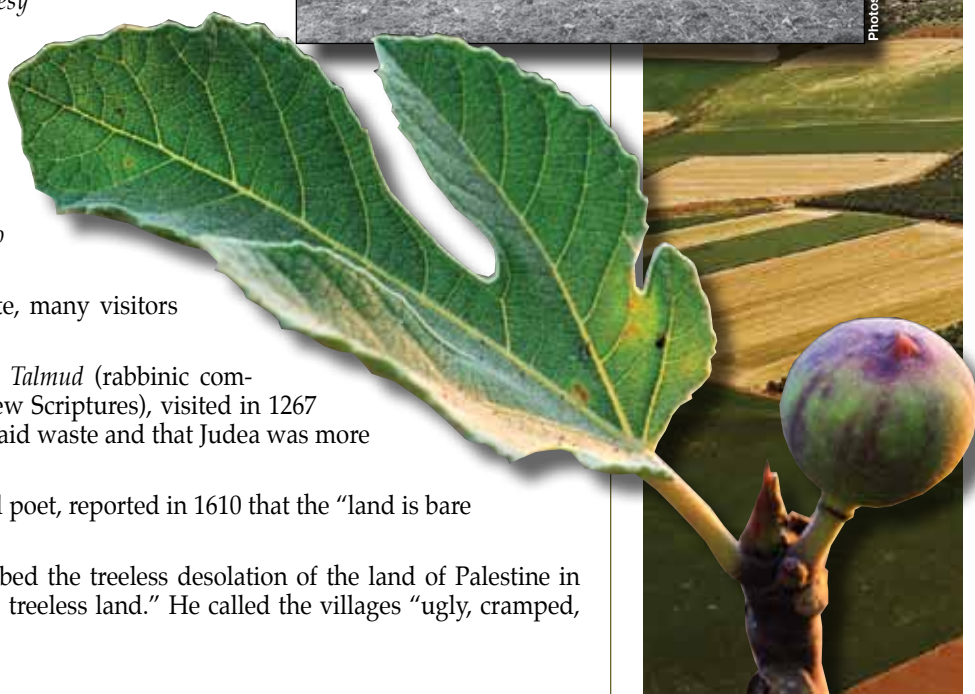 Photos
te, many visitors
Talmud (rabbinic com-
ew Scriptures), visited in 1267
aid waste and that Judea was more
l poet, reported in 1610 that the “land is bare
bed the treeless desolation of the land of Palestine in
treeless land.” He called the villages “ugly, cramped,